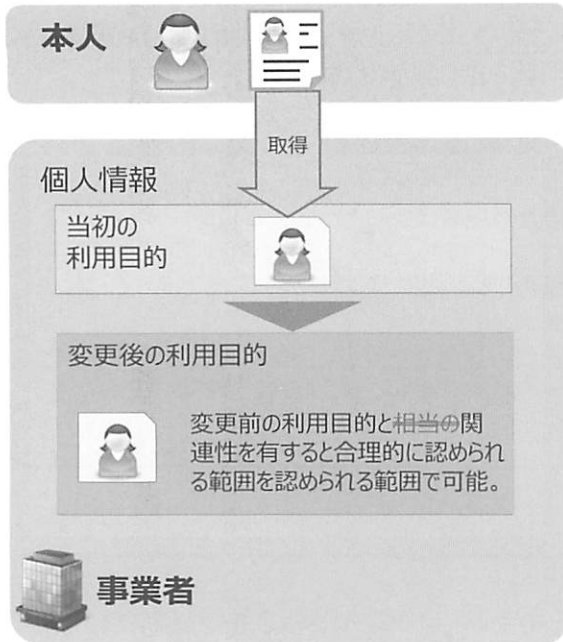 本人
取得
個人情報
当初の
利用目的
変更後の利用目的
変更前の利用目的と相当の関
連性を有すると合理的に認められ
る範囲を認められる範囲で可能。
事業者